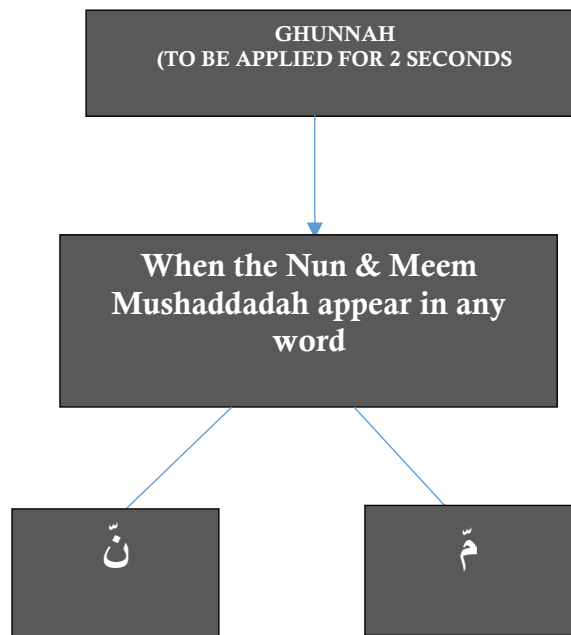 GHUNNAH
(TO BE APPLIED FOR 2 SECONDS
When the Nun & Meem
Mushaddadah appear in any
word
نّ
مّ